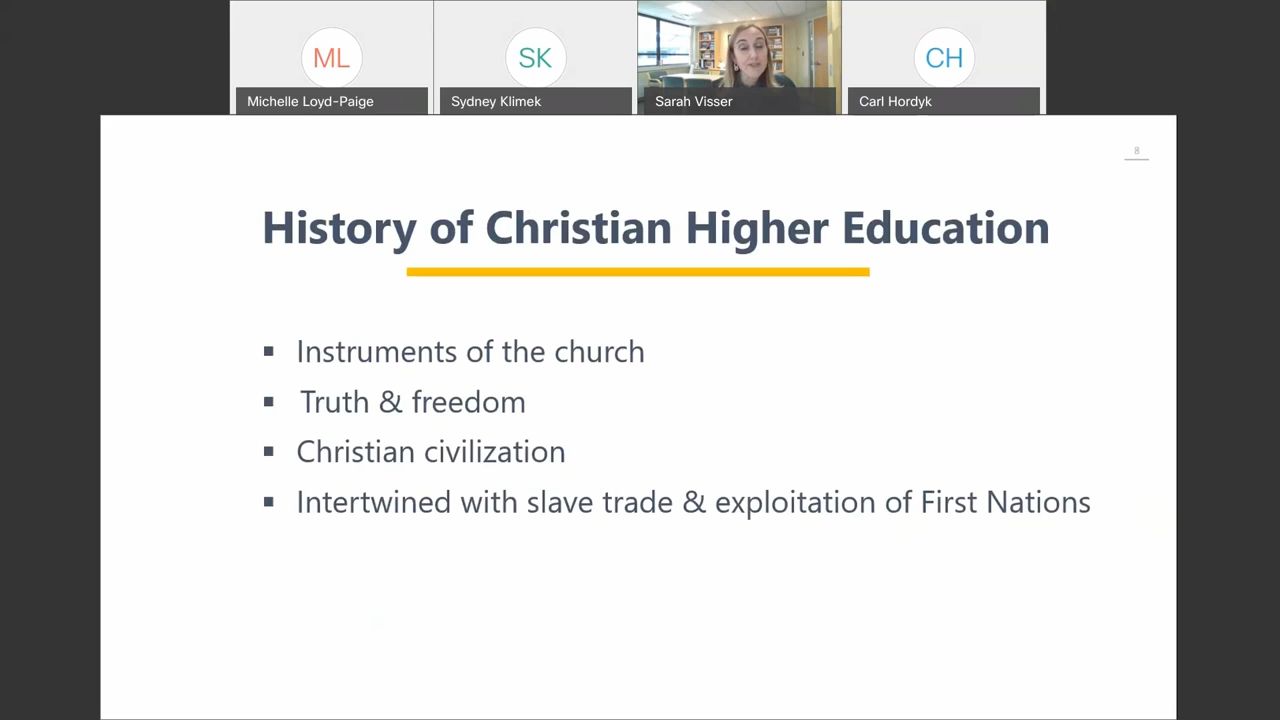 ML
SK
CH
Michelle Loyd-Paige
Sydney Klimek
Sarah Visser
Carl Hordyk
8
History of Christian Higher Education
▪ Instruments of the church
▪ Truth & freedom
▪ Christian civilization
▪ Intertwined with slave trade & exploitation of First Nations